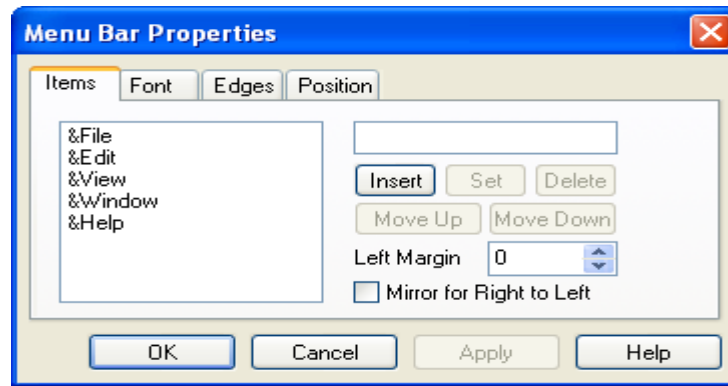 Menu Bar Properties
Items Font Edges Position
&File
&Edit
&View
&Window
&Help
Insert Set Delete
Move Up Move Down
Left Margin 0
Mirror for Right to Left
OK Cancel Apply Help